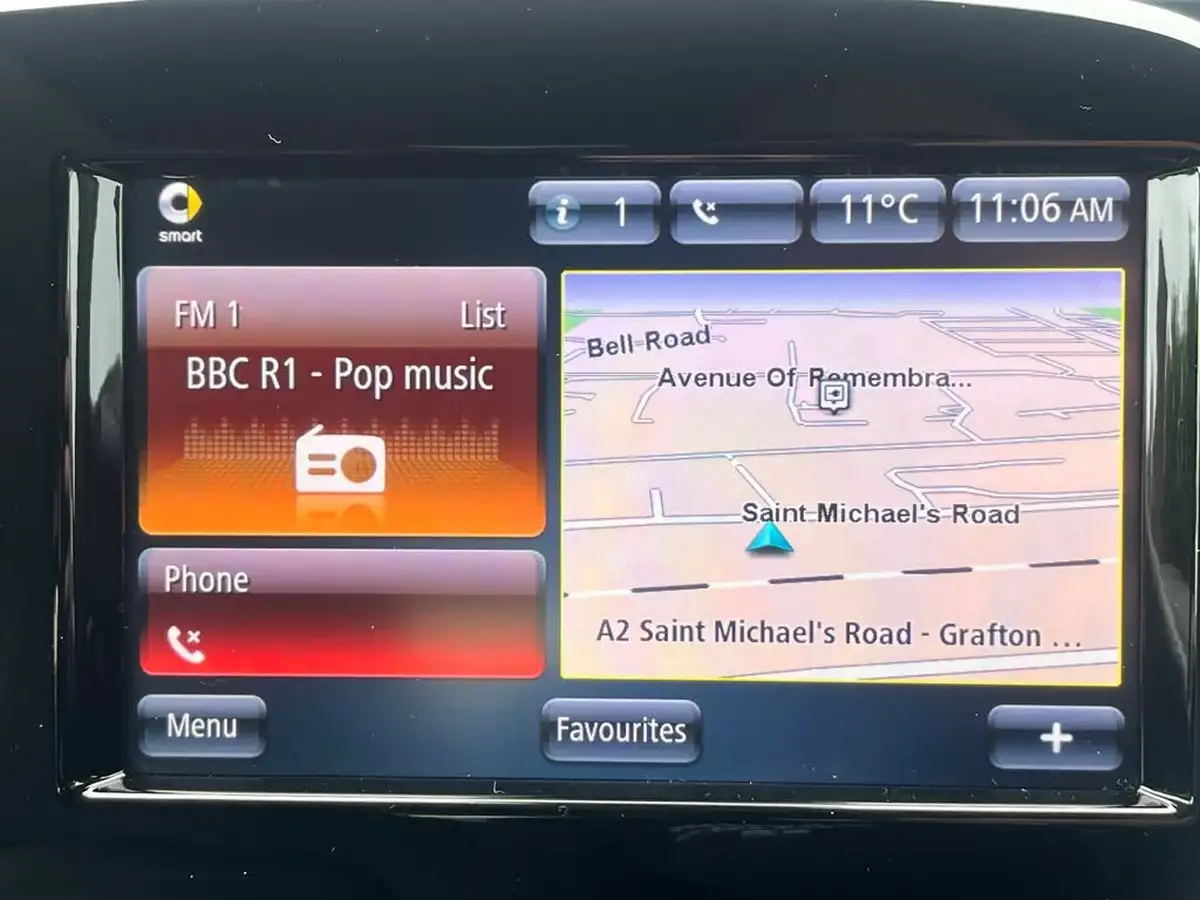 smart
1
11°C
11:06 AM
FM 1
List
BBC R1 - Pop music
Phone
Bell Road
Avenue Of Remembra...
Saint Michael's Road
A2 Saint Michael's Road - Grafton ...
Menu
Favourites
+